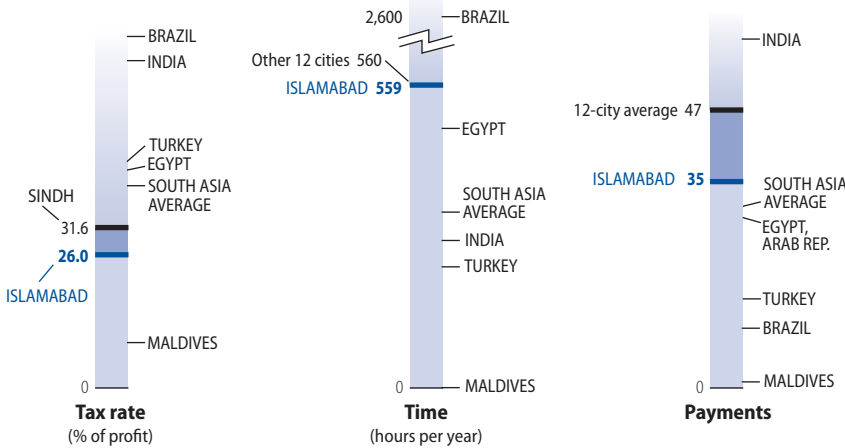 BRAZIL
INDIA
TURKEY
EGYPT
SOUTH ASIA
AVERAGE
SINDH
31.6
26.0
ISLAMABAD
MALDIVES
0
Tax rate
(% of profit)
2,600
BRAZIL
Other 12 cities 560
ISLAMABAD 559
EGYPT
SOUTH ASIA
AVERAGE
INDIA
TURKEY
0
MALDIVES
Time
(hours per year)
INDIA
12-city average 47
ISLAMABAD 35
SOUTH ASIA
AVERAGE
EGYPT,
ARAB REP.
TURKEY
BRAZIL
MALDIVES
0
Payments